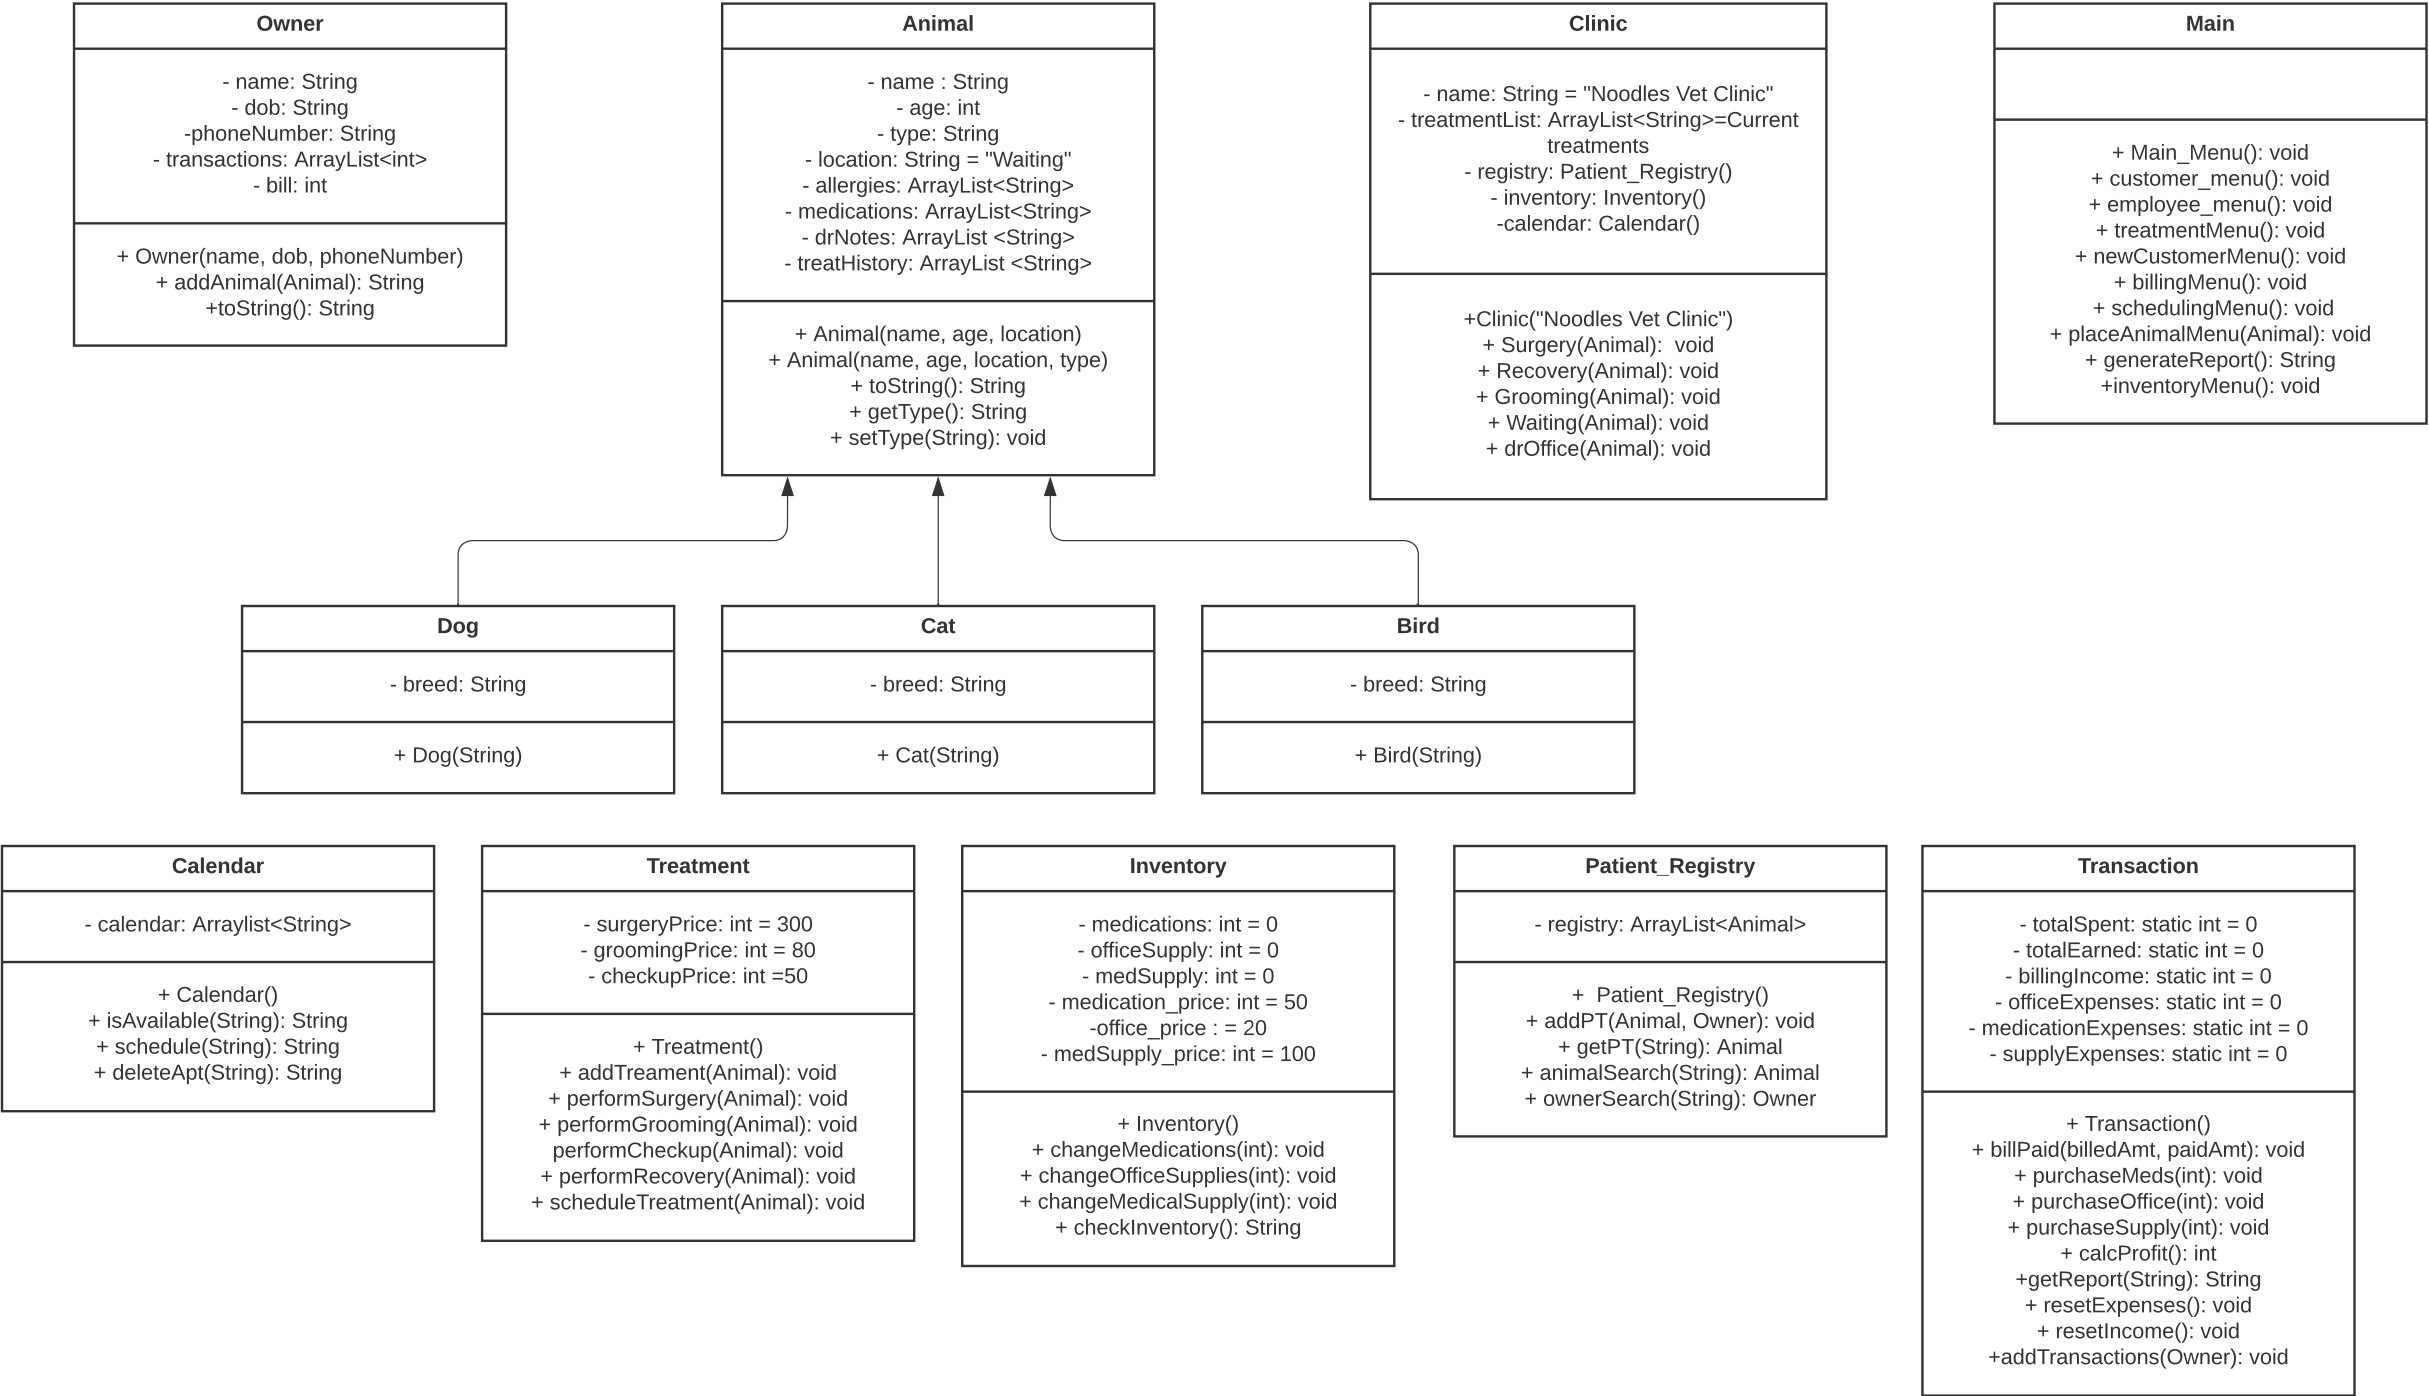 Owner
- name: String
- dob: String
-phoneNumber: String
- transactions: ArrayList<int>
- bill: int
+ Owner(name, dob, phoneNumber)
+ addAnimal(Animal): String
+toString(): String
Animal
- name : String
- age: int
- type: String
- location: String = "Waiting"
- allergies: ArrayList<String>
- medications: ArrayList<String>
- drNotes: ArrayList <String>
- treatHistory: ArrayList <String>
+ Animal(name, age, location)
+ Animal(name, age, location, type)
+ toString(): String
+ getType(): String
+ setType(String): void
Clinic
- name: String = "Noodles Vet Clinic"
- treatmentList: ArrayList<String>=Current
treatments
- registry: Patient_Registry()
- inventory: Inventory()
-calendar: Calendar()
+Clinic("Noodles Vet Clinic")
+ Surgery(Animal):  void
+ Recovery(Animal): void
+ Grooming(Animal): void
+ Waiting(Animal): void
+ drOffice(Animal): void
Main
+ Main_Menu(): void
+ customer_menu(): void
+ employee_menu(): void
+ treatmentMenu(): void
+ newCustomerMenu(): void
+ billingMenu(): void
+ schedulingMenu(): void
+ placeAnimalMenu(Animal): void
+ generateReport(): String
+inventoryMenu(): void
Dog
- breed: String
+ Dog(String)
Cat
- breed: String
+ Cat(String)
Bird
- breed: String
+ Bird(String)
Calendar
- calendar: Arraylist<String>
+ Calendar()
+ isAvailable(String): String
+ schedule(String): String
+ deleteApt(String): String
Treatment
- surgeryPrice: int = 300
- groomingPrice: int = 80
- checkupPrice: int =50
+ Treatment()
+ addTreament(Animal): void
+ performSurgery(Animal): void
+ performGrooming(Animal): void
performCheckup(Animal): void
+ performRecovery(Animal): void
+ scheduleTreatment(Animal): void
Inventory
- medications: int = 0
- officeSupply: int = 0
- medSupply: int = 0
- medication_price: int = 50
-office_price : = 20
- medSupply_price: int = 100
+ Inventory()
+ changeMedications(int): void
+ changeOfficeSupplies(int): void
+ changeMedicalSupply(int): void
+ checkInventory(): String
Patient_Registry
- registry: ArrayList<Animal>
+  Patient_Registry()
+ addPT(Animal, Owner): void
+ getPT(String): Animal
+ animalSearch(String): Animal
+ ownerSearch(String): Owner
Transaction
- totalSpent: static int = 0
- totalEarned: static int = 0
- billingIncome: static int = 0
- officeExpenses: static int = 0
- medicationExpenses: static int = 0
- supplyExpenses: static int = 0
+ Transaction()
+ billPaid(billedAmt, paidAmt): void
+ purchaseMeds(int): void
+ purchaseOffice(int): void
+ purchaseSupply(int): void
+ calcProfit(): int
+getReport(String): String
+ resetExpenses(): void
+ resetIncome(): void
+addTransactions(Owner): void